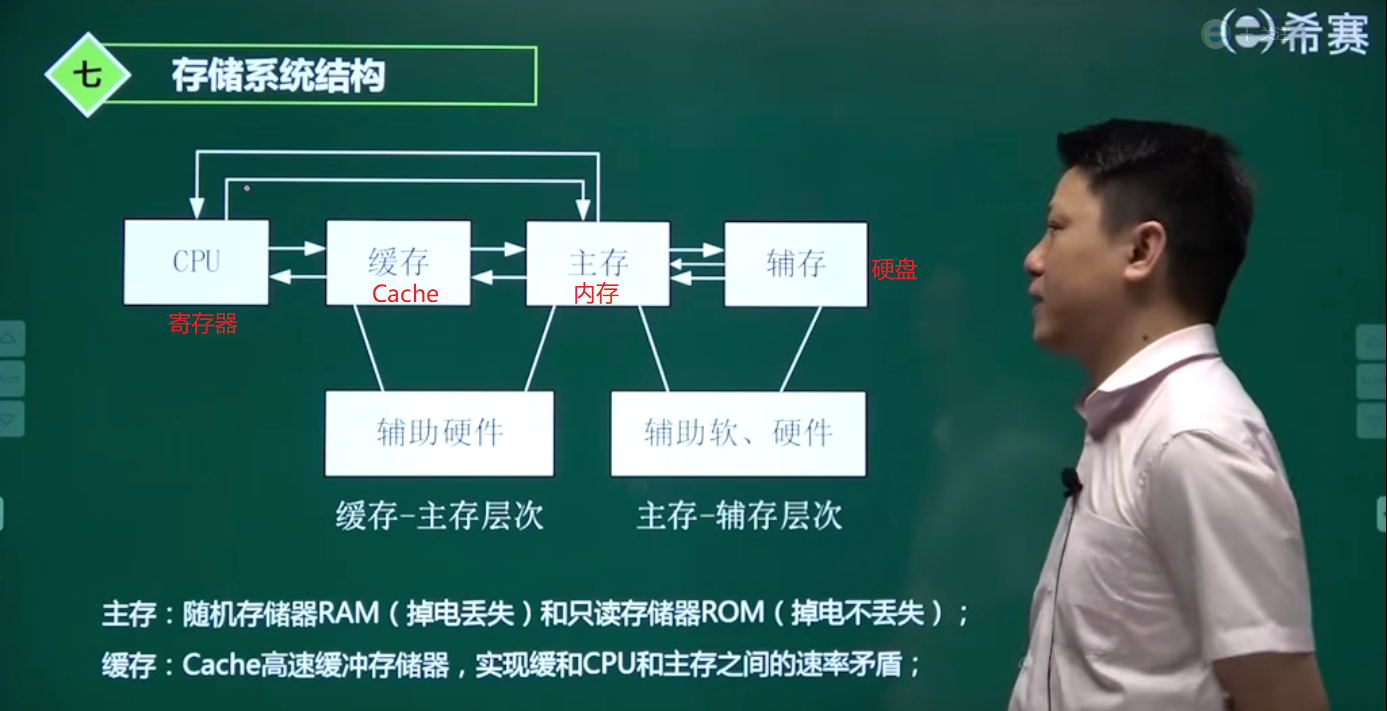 希赛
七
存储系统结构
CPU
缓存
主存
辅存
Cache
内存
硬盘
寄存器
辅助硬件
辅助软、硬件
缓存-主存层次
主存-辅存层次
主存：随机存储器RAM（掉电丢失）和只读存储器ROM（掉电不丢失）；
缓存：Cache高速缓冲存储器，实现缓和CPU和主存之间的速率矛盾；